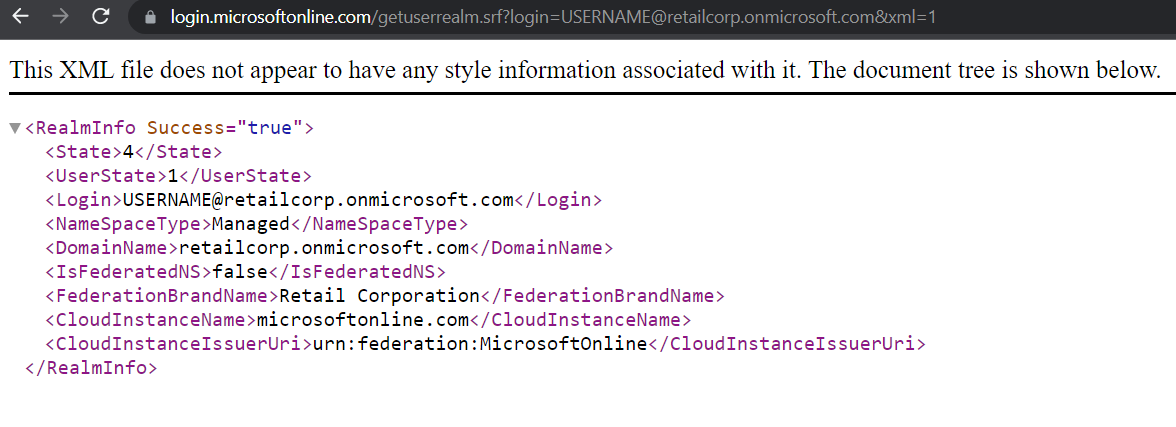 login.microsoftonline.com/getuserrealm.srf?login=USERNAME@retailcorp.onmicrosoft.com&xml=1
This XML file does not appear to have any style information associated with it. The document tree is shown below.
▼<RealmInfo Success="true">
<State>4</State>
<UserState>1</UserState>
<Login>USERNAME@retailcorp.onmicrosoft.com</Login>
<NameSpaceType>Managed</NameSpaceType>
<DomainName>retailcorp.onmicrosoft.com</DomainName>
<IsFederatedNS>false</IsFederatedNS>
<FederationBrandName>Retail Corporation</FederationBrandName>
<CloudInstanceName>microsoftonline.com</CloudInstanceName>
<CloudInstanceIssuerUri>urn:federation:MicrosoftOnline</CloudInstanceIssuerUri>
</RealmInfo>